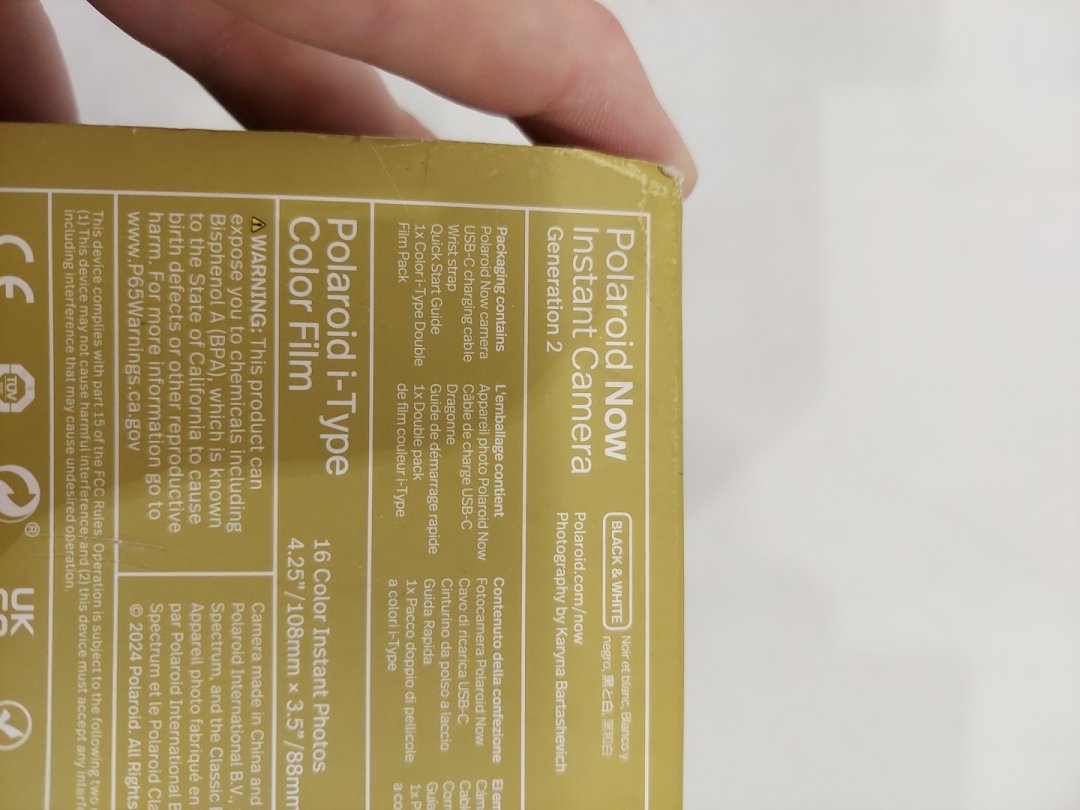 Polaroid Now
Instant Camera
Generation 2
BLACK & WHITE
Noir et blanc, Blanco y
negro, 黒と白, 黑和白
Polaroid.com/now
Photography by Karyna Bartashevich
Packaging contains
Polaroid Now camera
USB-C charging cable
Wrist strap
Quick Start Guide
1x Color i-Type Double
Film Pack
L'emballage contient
Appareil photo Polaroid Now
Câble de charge USB-C
Dragonne
Guide de démarrage rapide
1x Double pack
de film couleur i-Type
Contenuto della confezione
Fotocamera Polaroid Now
Cavo di ricarica USB-C
Cinturino da polso a laccio
Guida Rapida
1x Pacco doppio di pellicole
a colori i-Type
Polaroid i-Type
Color Film
16 Color Instant Photos
4.25"/108mm × 3.5"/88mm
⚠WARNING: This product can
expose you to chemicals including
Bisphenol A (BPA), which is known
to the State of California to cause
birth defects or other reproductive
harm. For more information go to
www.P65Warnings.ca.gov
Camera made in China and
Polaroid International B.V.,
Spectrum, and the Classic
Appareil photo fabriqué en
par Polaroid International
Spectrum et le Polaroid
© 2024 Polaroid. All Rights
This device complies with part 15 of the FCC Rules. Operation is subject to the following two
(1) This device may not cause harmful interference, and (2) this device must accept any
including interference that may cause undesired operation.
CE
TÜV
®
UK
CA